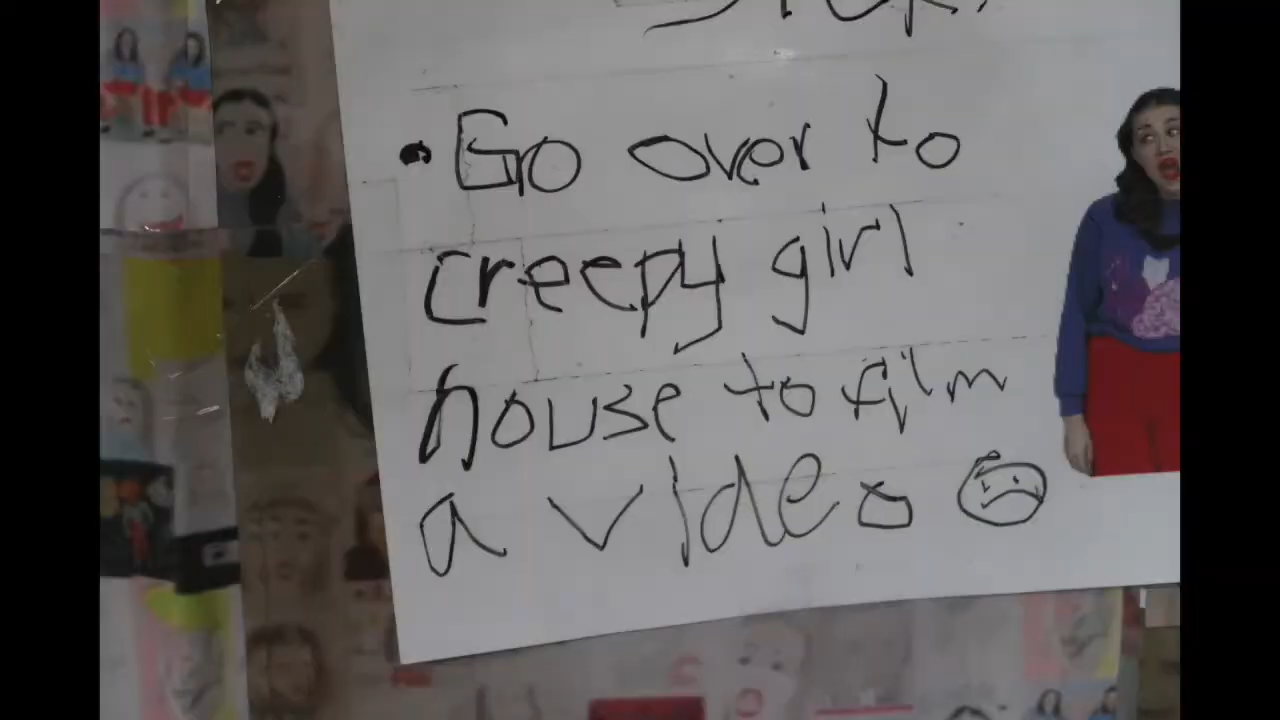 • Go over to
creepy girl
house to film
a video ☹